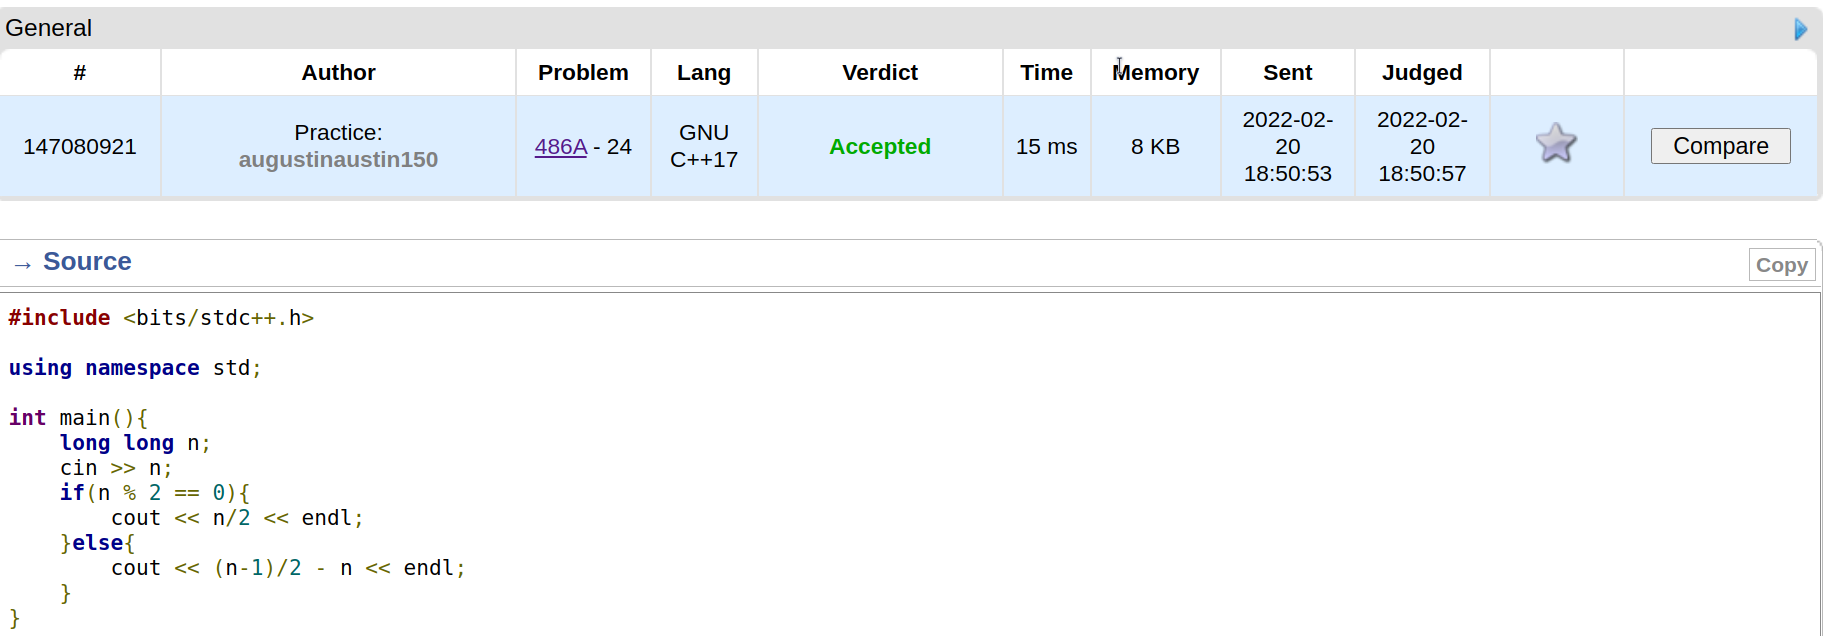 General
# Author Problem Lang Verdict Time Memory Sent Judged
147080921 Practice: augustinaustin150 486A - 24 GNU C++17 Accepted 15 ms 8 KB 2022-02-20 18:50:53 2022-02-20 18:50:57 Compare
→ Source Copy
#include <bits/stdc++.h>
using namespace std;
int main(){
    long long n;
    cin >> n;
    if(n % 2 == 0){
        cout << n/2 << endl;
    }else{
        cout << (n-1)/2 - n << endl;
    }
}